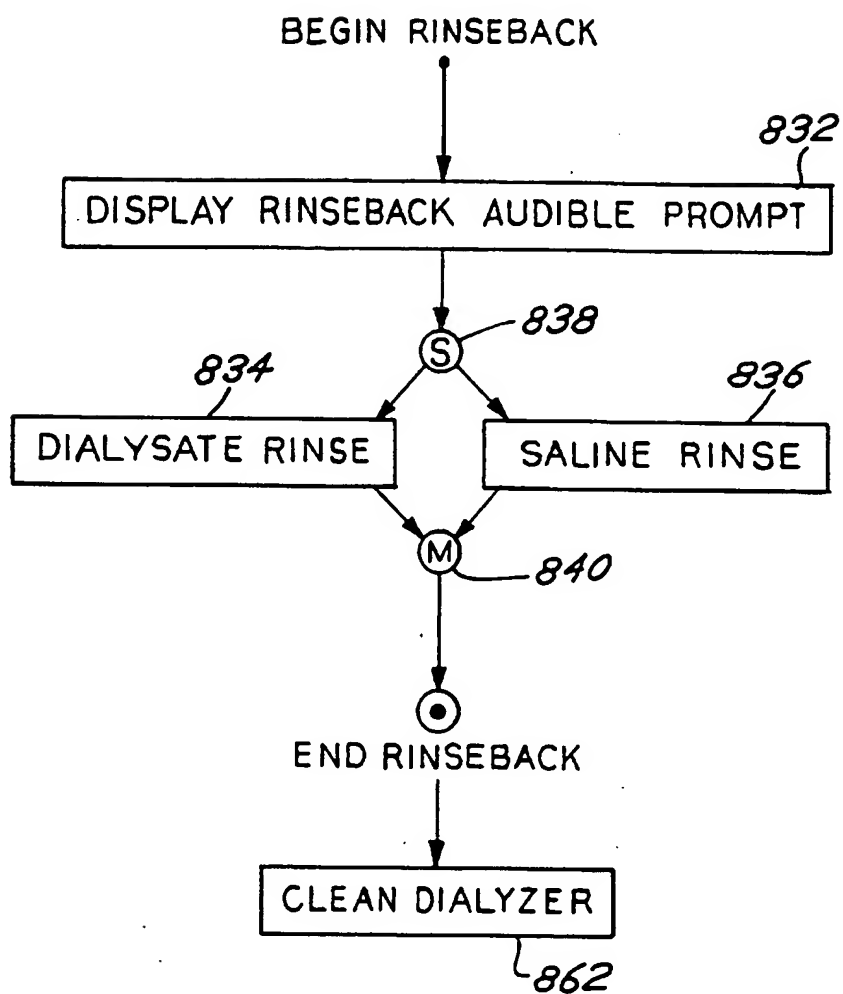 BEGIN RINSEBACK
832
DISPLAY RINSEBACK AUDIBLE PROMPT
838
S
834
836
DIALYSATE RINSE
SALINE RINSE
M
840
END RINSEBACK
CLEAN DIALYZER
862